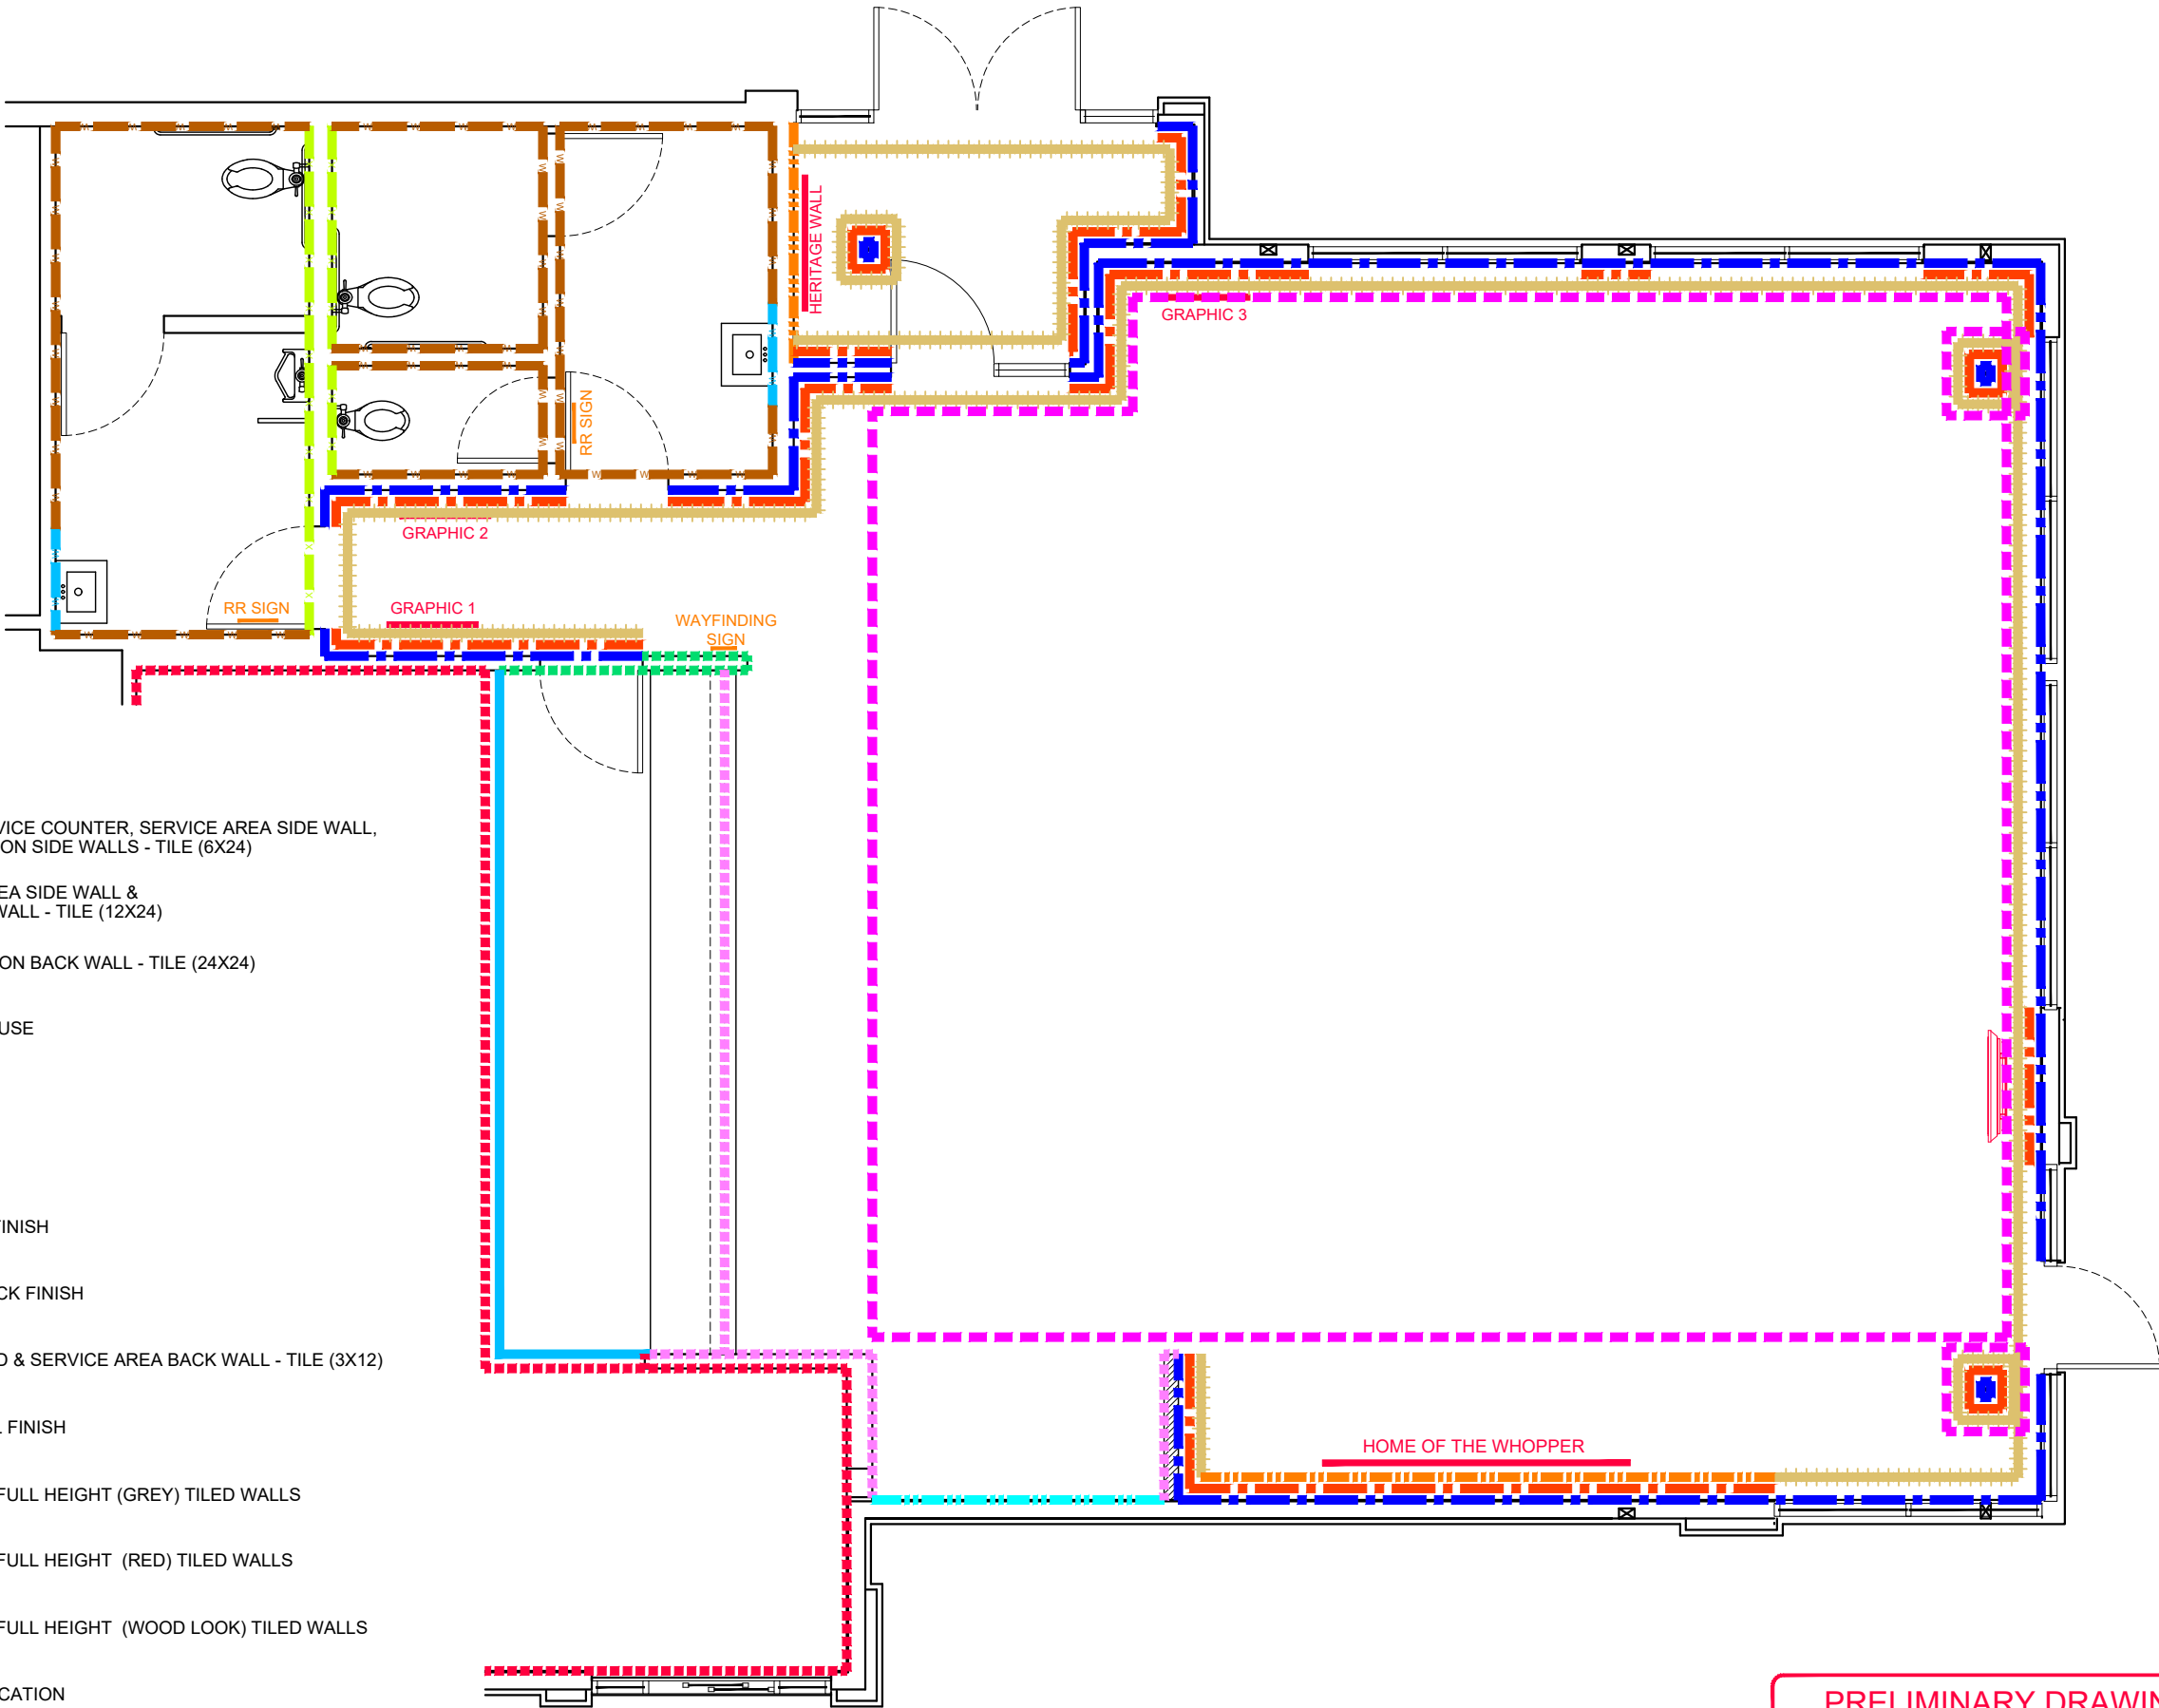 HERITAGE WALL
GRAPHIC 3
RR SIGN
GRAPHIC 2
RR SIGN
GRAPHIC 1
WAYFINDING
SIGN
VICE COUNTER, SERVICE AREA SIDE WALL,
ON SIDE WALLS - TILE (6X24)
EA SIDE WALL &
WALL - TILE (12X24)
ON BACK WALL - TILE (24X24)
USE
FINISH
CK FINISH
D & SERVICE AREA BACK WALL - TILE (3X12)
L FINISH
HOME OF THE WHOPPER
FULL HEIGHT (GREY) TILED WALLS
FULL HEIGHT (RED) TILED WALLS
FULL HEIGHT (WOOD LOOK) TILED WALLS
CATION
PRELIMINARY DRAWIN